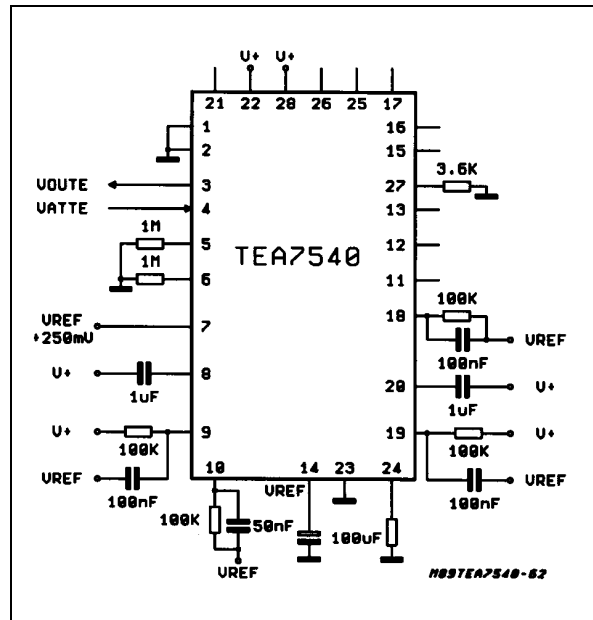 V+ V+
21 22 28 26 25 17
1
2
VOUTE 3
VATTE 4
1M
5
1M
6
VREF
+250mV
7
V+
8
1uF
V+
9
100K
VREF
100nF
TEA7540
16
15
3.6K
27
13
12
11
100K
18
VREF
100nF
20
V+
1uF
19
V+
100K
VREF
100nF
10 14 23 24
VREF
100K
50nF
100uF
VREF
M89TEA7540-62